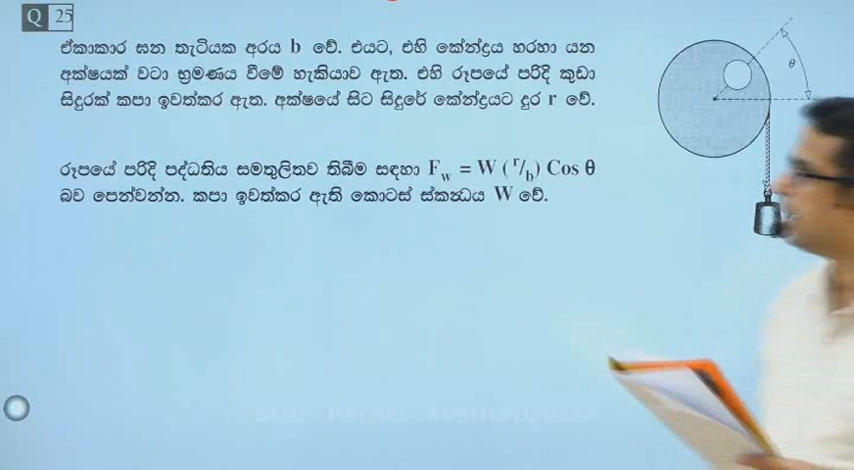 Q 25
ඒකාකාර ඝන තැටියක අරය b වේ. එයට, එහි කේන්ද්‍රය හරහා යන
අක්ෂයක් වටා භ්‍රමණය වීමේ හැකියාව ඇත. එහි රූපයේ පරිදි කුඩා
සිදුරක් කපා ඉවත්කර ඇත. අක්ෂයේ සිට සිදුරේ කේන්ද්‍රයට දුර r වේ.
θ
රූපයේ පරිදි පද්ධතිය සමතුලිතව තිබීම සඳහා F_w = W (r/b) Cos θ
බව පෙන්වන්න. කපා ඉවත්කර ඇති කොටස් ස්කන්ධය W වේ.